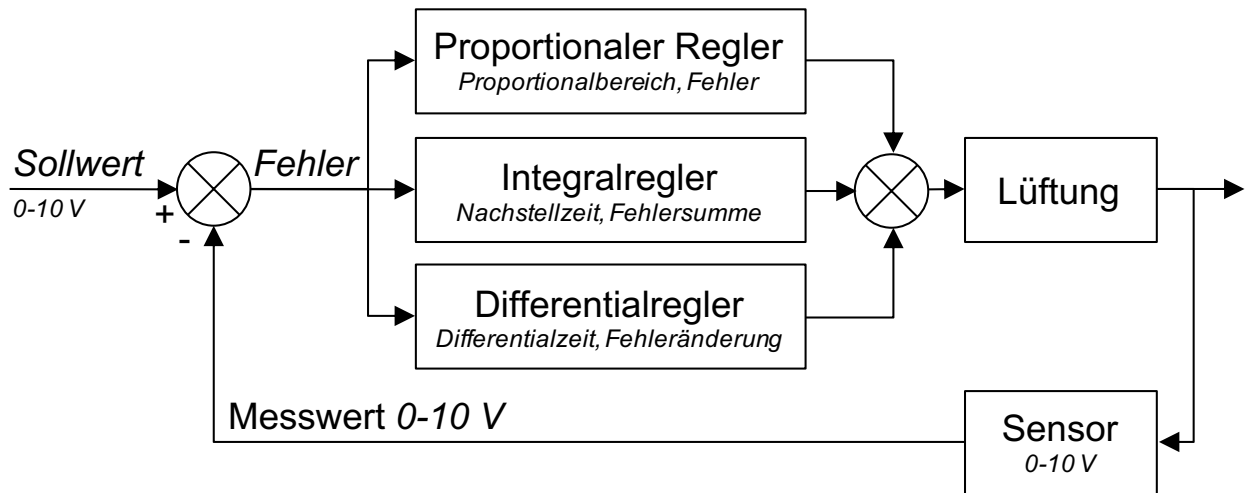 Proportionaler Regler
Proportionalbereich, Fehler
Sollwert
0-10 V
+
-
Fehler
Integralregler
Nachstellzeit, Fehlersumme
Lüftung
Differentialregler
Differentialzeit, Fehleränderung
Messwert 0-10 V
Sensor
0-10 V